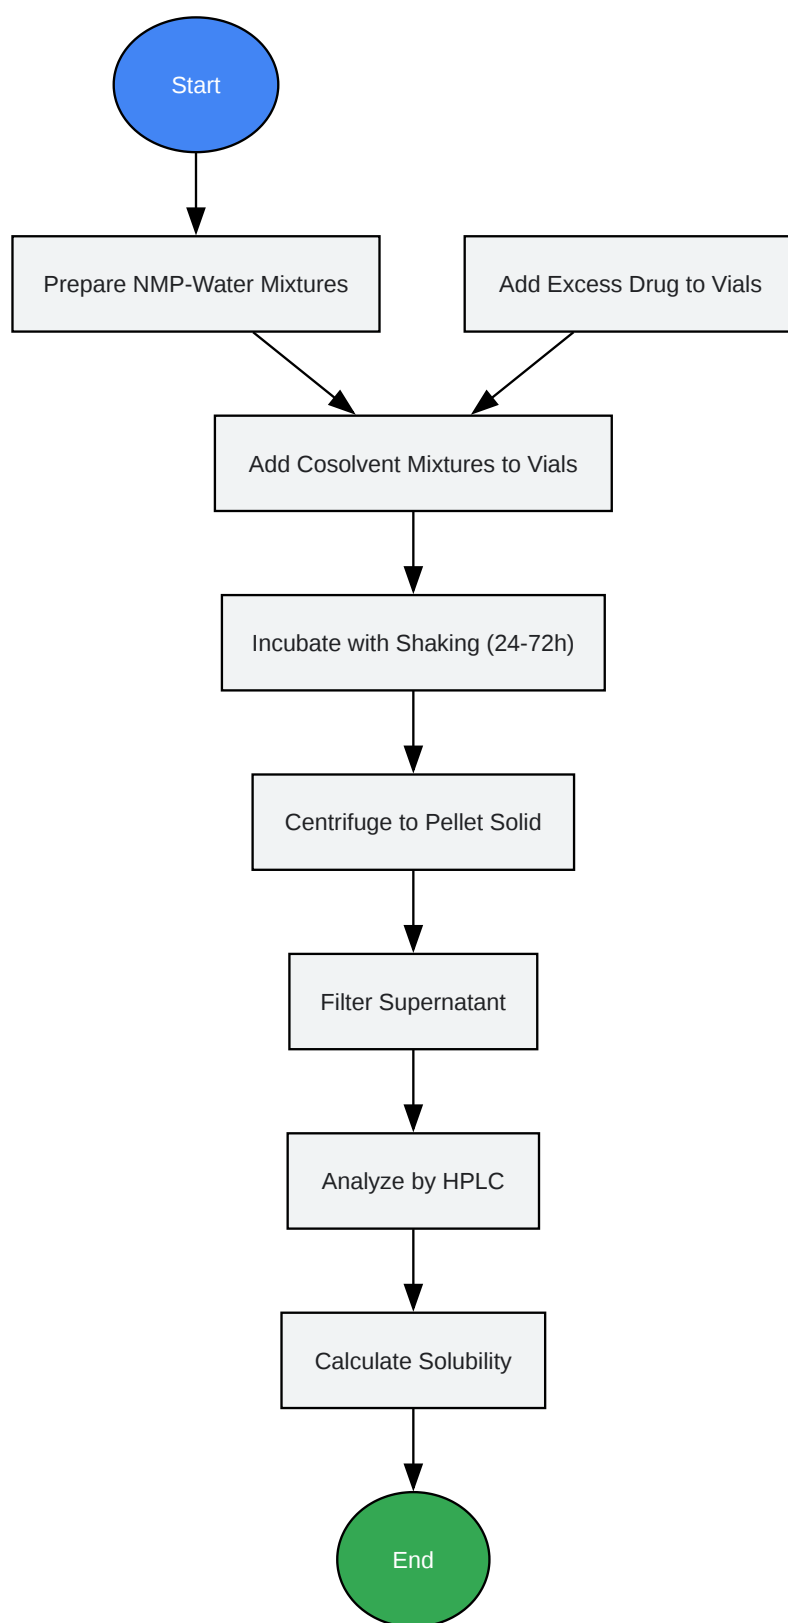 Start
Prepare NMP-Water Mixtures
Add Excess Drug to Vials
Add Cosolvent Mixtures to Vials
Incubate with Shaking (24-72h)
Centrifuge to Pellet Solid
Filter Supernatant
Analyze by HPLC
Calculate Solubility
End